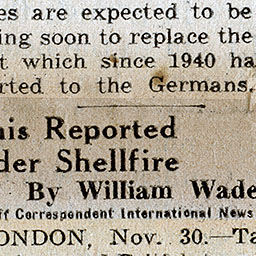 es are expected to be
ing soon to replace the
t which since 1940 ha
rted to the Germans.
his Reported
der Shellfire
By William Wade
ff Correspondent International News
ONDON, Nov. 30.—Ta